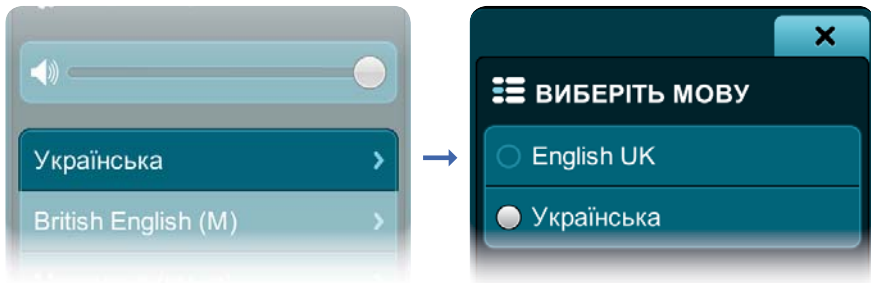 Українська
British English (M)
ВИБЕРІТЬ МОВУ
English UK
Українська